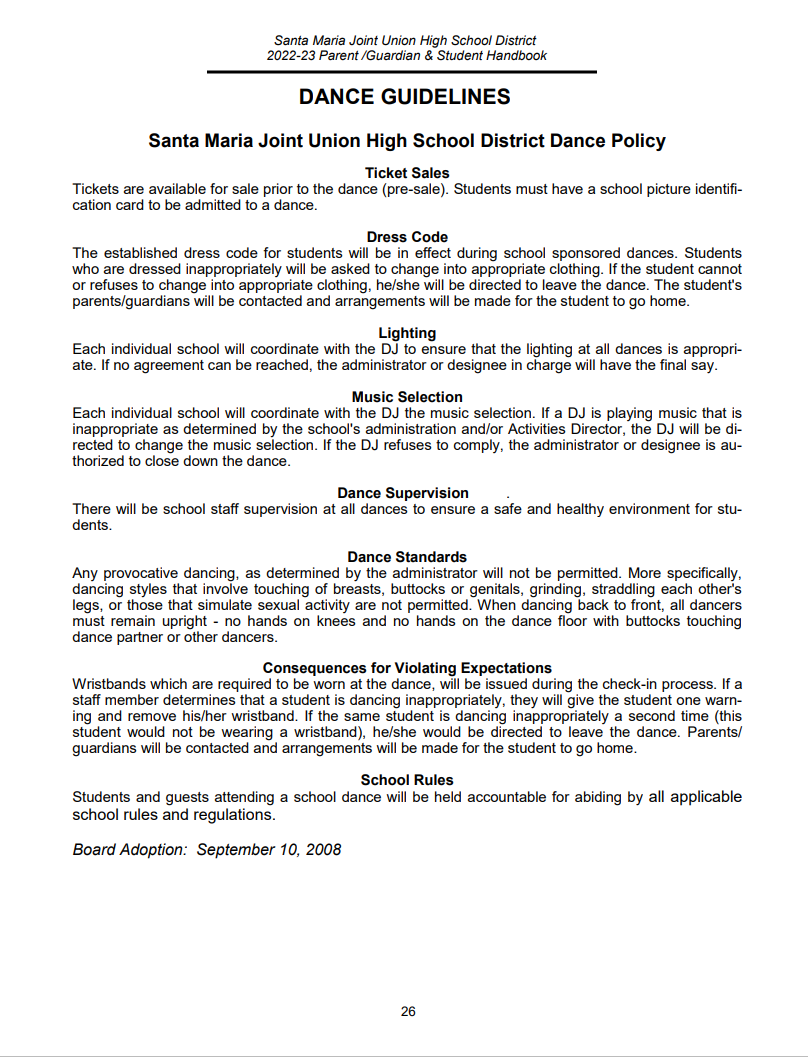 Santa Maria Joint Union High School District
2022-23 Parent /Guardian & Student Handbook
DANCE GUIDELINES
Santa Maria Joint Union High School District Dance Policy
Ticket Sales
Tickets are available for sale prior to the dance (pre-sale). Students must have a school picture identifi-
cation card to be admitted to a dance.
Dress Code
The established dress code for students will be in effect during school sponsored dances. Students
who are dressed inappropriately will be asked to change into appropriate clothing. If the student cannot
or refuses to change into appropriate clothing, he/she will be directed to leave the dance. The student's
parents/guardians will be contacted and arrangements will be made for the student to go home.
Lighting
Each individual school will coordinate with the DJ to ensure that the lighting at all dances is appropri-
ate. If no agreement can be reached, the administrator or designee in charge will have the final say.
Music Selection
Each individual school will coordinate with the DJ the music selection. If a DJ is playing music that is
inappropriate as determined by the school's administration and/or Activities Director, the DJ will be di-
rected to change the music selection. If the DJ refuses to comply, the administrator or designee is au-
thorized to close down the dance.
Dance Supervision .
There will be school staff supervision at all dances to ensure a safe and healthy environment for stu-
dents.
Dance Standards
Any provocative dancing, as determined by the administrator will not be permitted. More specifically,
dancing styles that involve touching of breasts, buttocks or genitals, grinding, straddling each other's
legs, or those that simulate sexual activity are not permitted. When dancing back to front, all dancers
must remain upright - no hands on knees and no hands on the dance floor with buttocks touching
dance partner or other dancers.
Consequences for Violating Expectations
Wristbands which are required to be worn at the dance, will be issued during the check-in process. If a
staff member determines that a student is dancing inappropriately, they will give the student one warn-
ing and remove his/her wristband. If the same student is dancing inappropriately a second time (this
student would not be wearing a wristband), he/she would be directed to leave the dance. Parents/
guardians will be contacted and arrangements will be made for the student to go home.
School Rules
Students and guests attending a school dance will be held accountable for abiding by all applicable
school rules and regulations.
Board Adoption: September 10, 2008
26